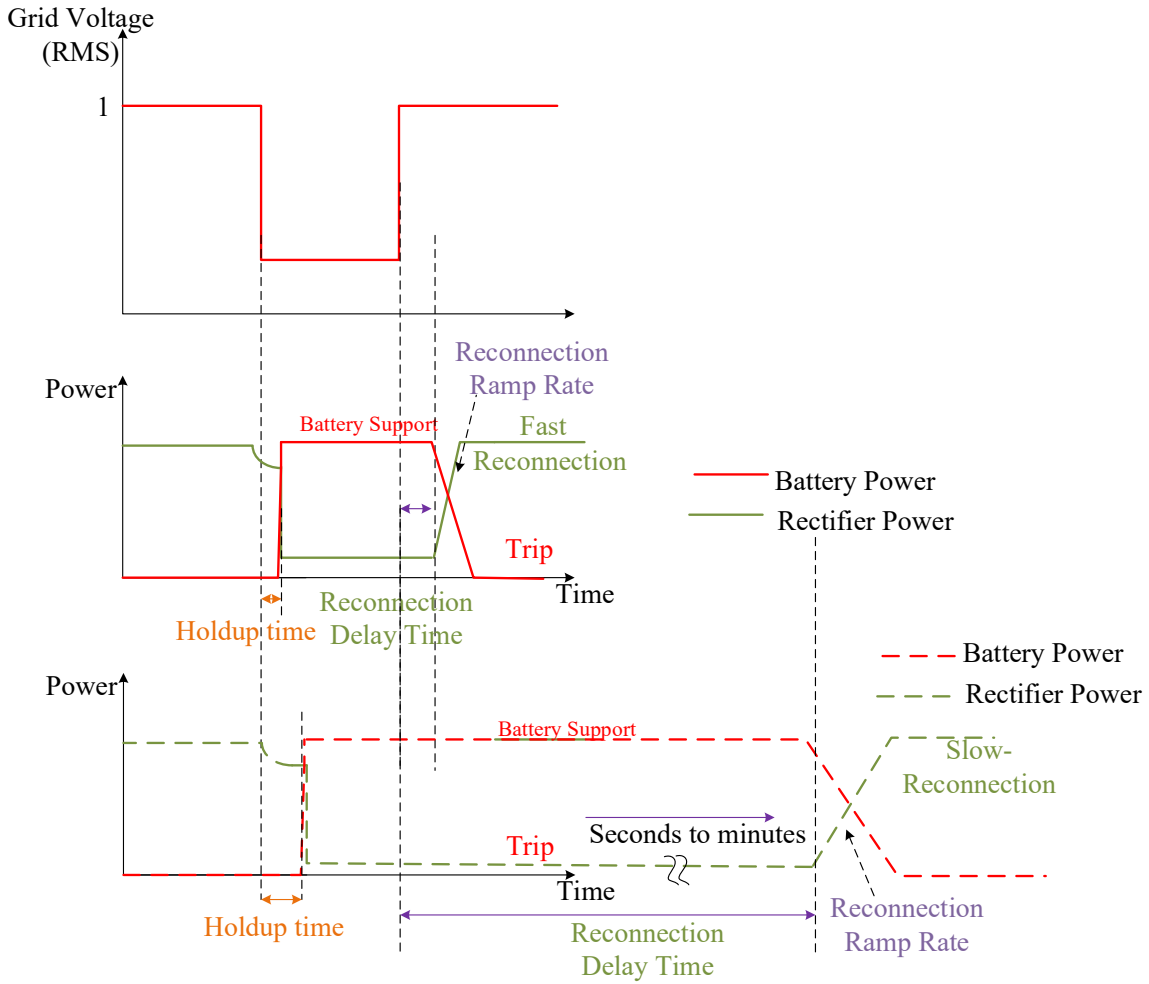 Grid Voltage
(RMS)
1
Reconnection
Ramp Rate
Power
Battery Support
Fast
Reconnection
Battery Power
Rectifier Power
Trip
Time
Holdup time
Reconnection
Delay Time
Battery Power
Rectifier Power
Power
Battery Support
Slow-
Reconnection
Seconds to minutes
Trip
Time
Holdup time
Reconnection
Delay Time
Reconnection
Ramp Rate